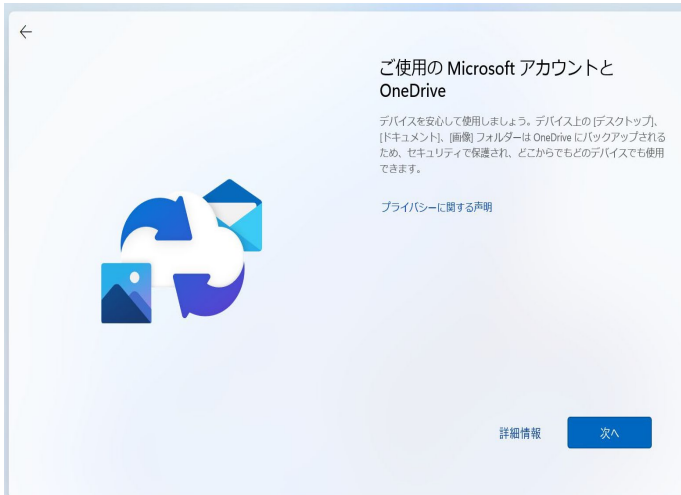 ご使用の Microsoft アカウントと
OneDrive
デバイスを安心して使用しましょう。デバイス上の [デスクトップ]、
[ドキュメント]、[画像] フォルダーは OneDrive にバックアップされる
ため、セキュリティで保護され、どこからでもどのデバイスでも使用
できます。
プライバシーに関する声明
詳細情報
次へ